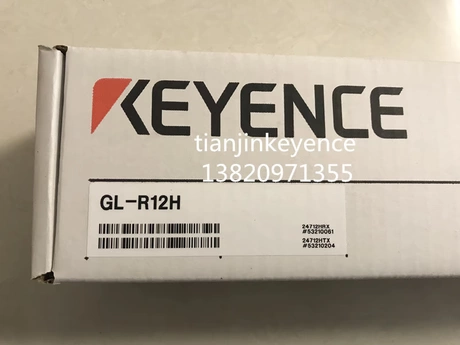 KEYENCE
tianjinkeyence
13820971355
GL-R12H
24712HRX
#53210061
24712HTX
#53210204